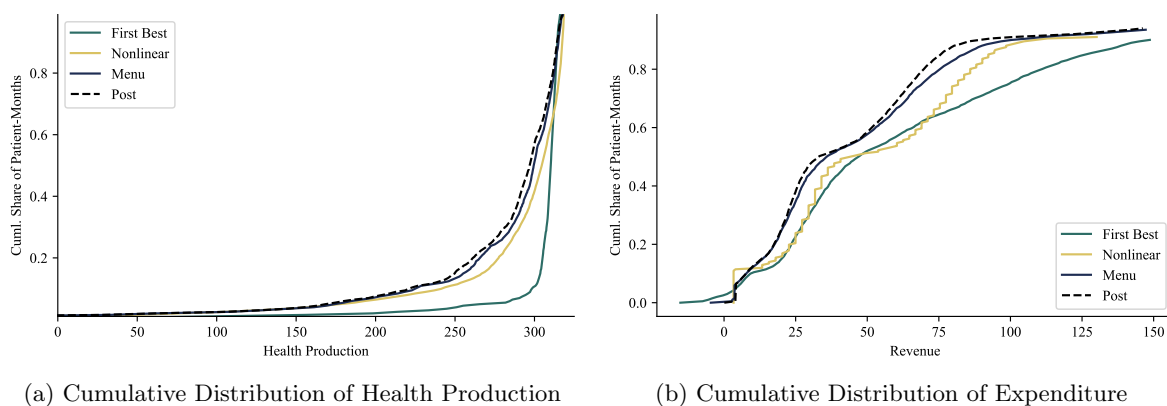 Cuml. Share of Patient-Months
0.8
0.6
0.4
0.2
First Best
Nonlinear
Menu
Post
0
50
100
150
200
250
300
Health Production
(a) Cumulative Distribution of Health Production
Cuml. Share of Patient-Months
0.8
0.6
0.4
0.2
0.0
First Best
Nonlinear
Menu
Post
0
25
50
75
100
125
150
Revenue
(b) Cumulative Distribution of Expenditure